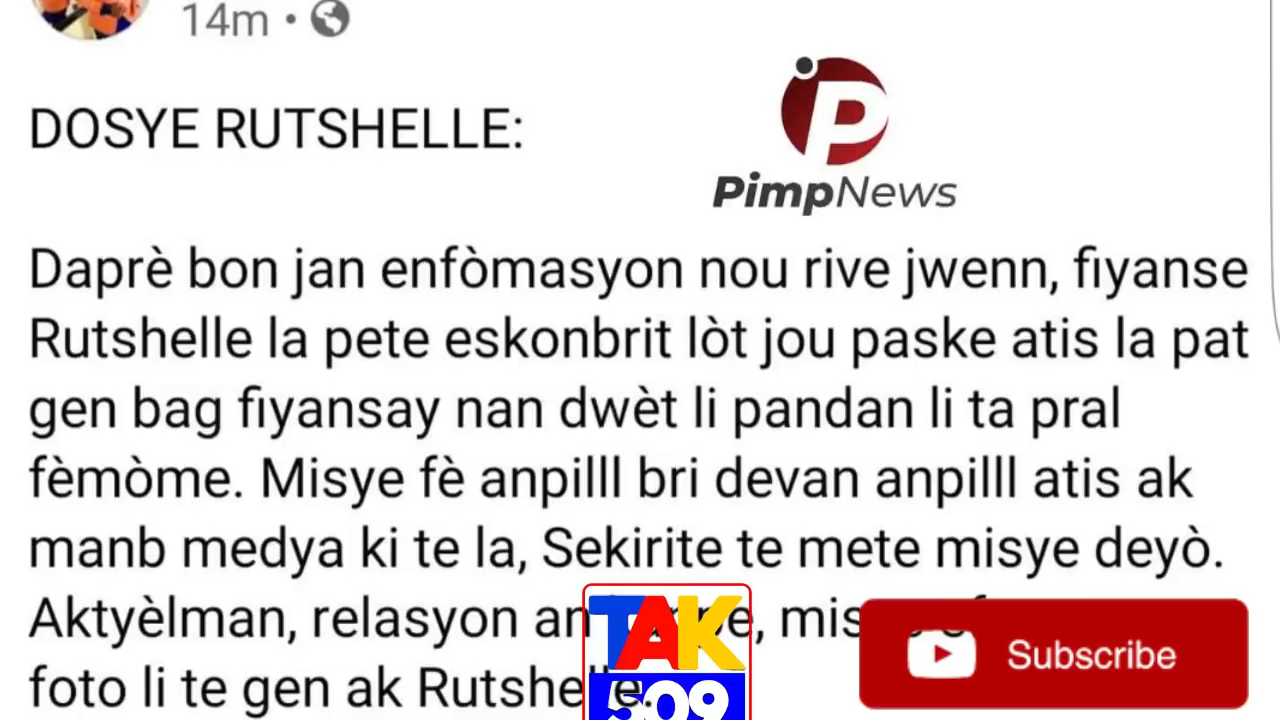 14m
PimpNews
DOSYE RUTSHELLE:
Daprè bon jan enfòmasyon nou rive jwenn, fiyanse
Rutshelle la pete eskonbrit lòt jou paske atis la pat
gen bag fiyansay nan dwèt li pandan li ta pral
fèmòme. Misye fè anpilll bri devan anpilll atis ak
manb medya ki te la, Sekirite te mete misye deyò.
Aktyèlman, relasyon an
foto li te gen ak Rutshelle.
TAK
509
Subscribe